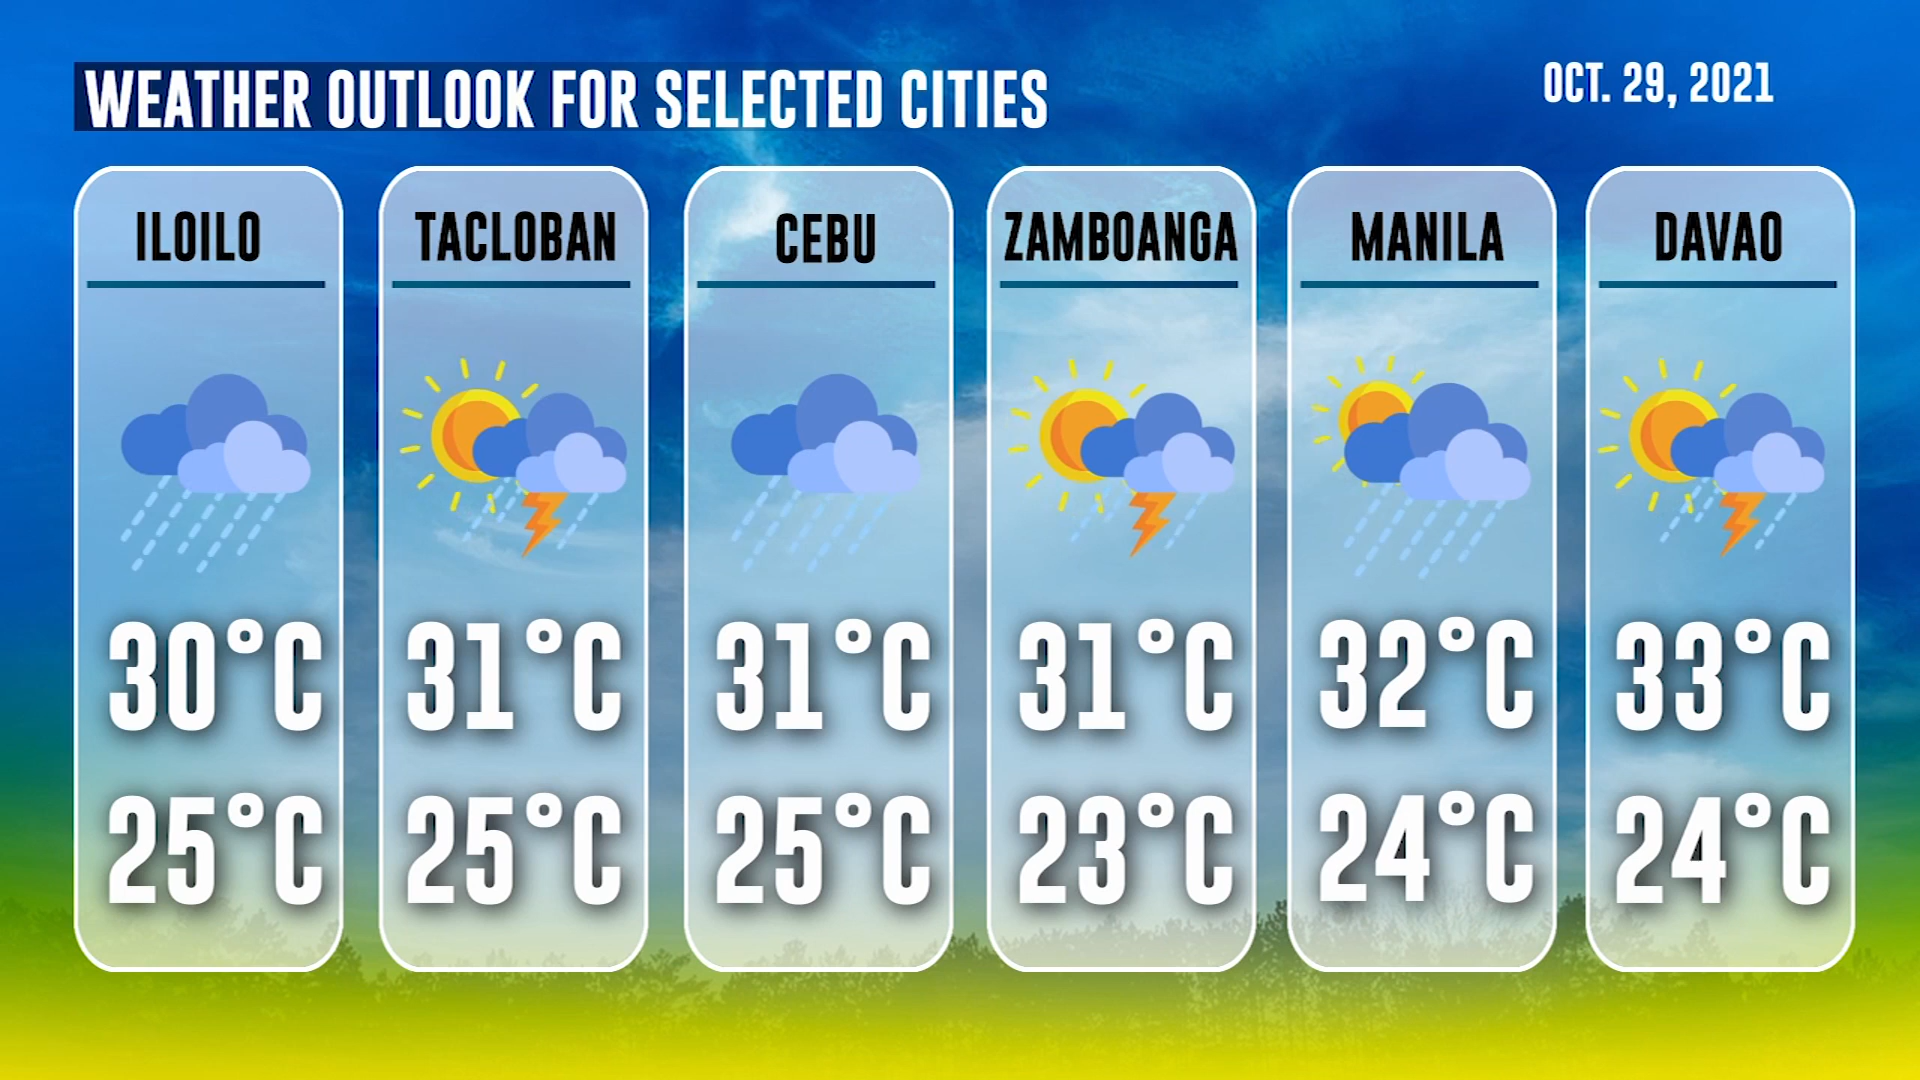 WEATHER OUTLOOK FOR SELECTED CITIES
OCT. 29, 2021
ILOILO
30°C
25°C
TACLOBAN
31°C
25°C
CEBU
31°C
25°C
ZAMBOANGA
31°C
23°C
MANILA
32°C
24°C
DAVAO
33°C
24°C